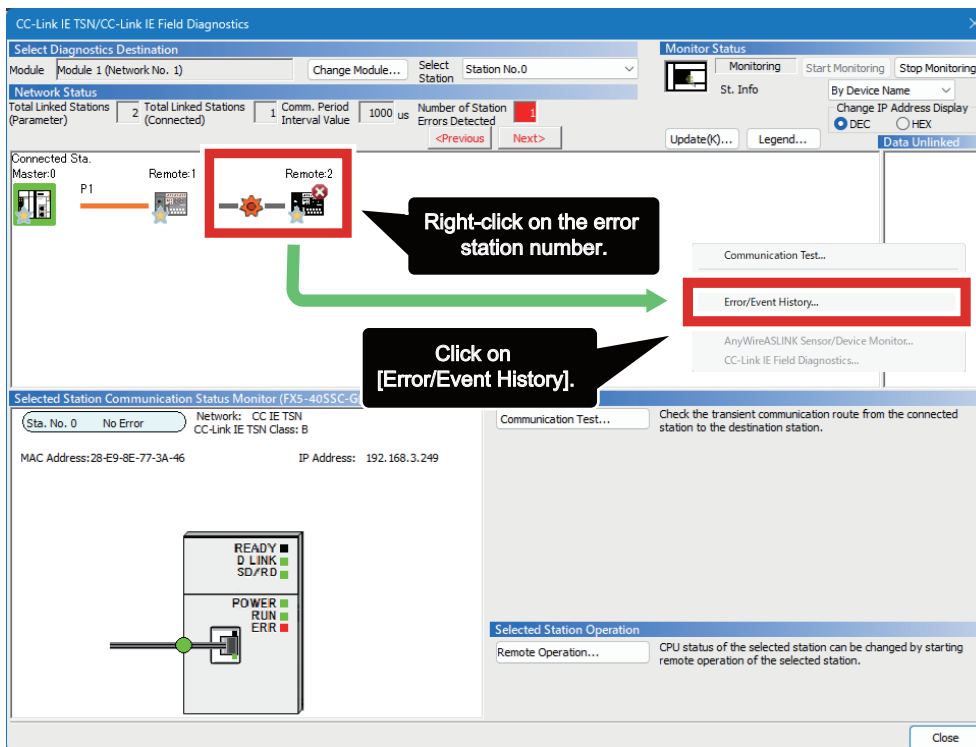 CC-Link IE TSN/CC-Link IE Field Diagnostics
Select Diagnostics Destination
Module Module 1 (Network No. 1) Change Module... Select Station Station No.0
Monitor Status
Monitoring Start Monitoring Stop Monitoring
St. Info By Device Name
Change IP Address Display
DEC HEX
Update(K)... Legend...
Network Status
Total Linked Stations (Parameter) 2 Total Linked Stations (Connected) 1 Comm. Period Interval Value 1000 us Number of Station Errors Detected 1
<Previous Next>
Data Unlinked
Connected Sta.
Master:0 Remote:1 Remote:2
P1
Right-click on the error
station number.
Communication Test...
Error/Event History...
AnyWireASLINK Sensor/Device Monitor...
CC-Link IE Field Diagnostics...
Click on
[Error/Event History].
Selected Station Communication Status Monitor (FX5-40SSC-G
Sta. No. 0 No Error
Network: CC IE TSN
CC-Link IE TSN Class: B
MAC Address:28-E9-8E-77-3A-46 IP Address: 192.168.3.249
READY
D LINK
SD/RD
POWER
RUN
ERR
Communication Test...
Check the transient communication route from the connected
station to the destination station.
Selected Station Operation
Remote Operation...
CPU status of the selected station can be changed by starting
remote operation of the selected station.
Close